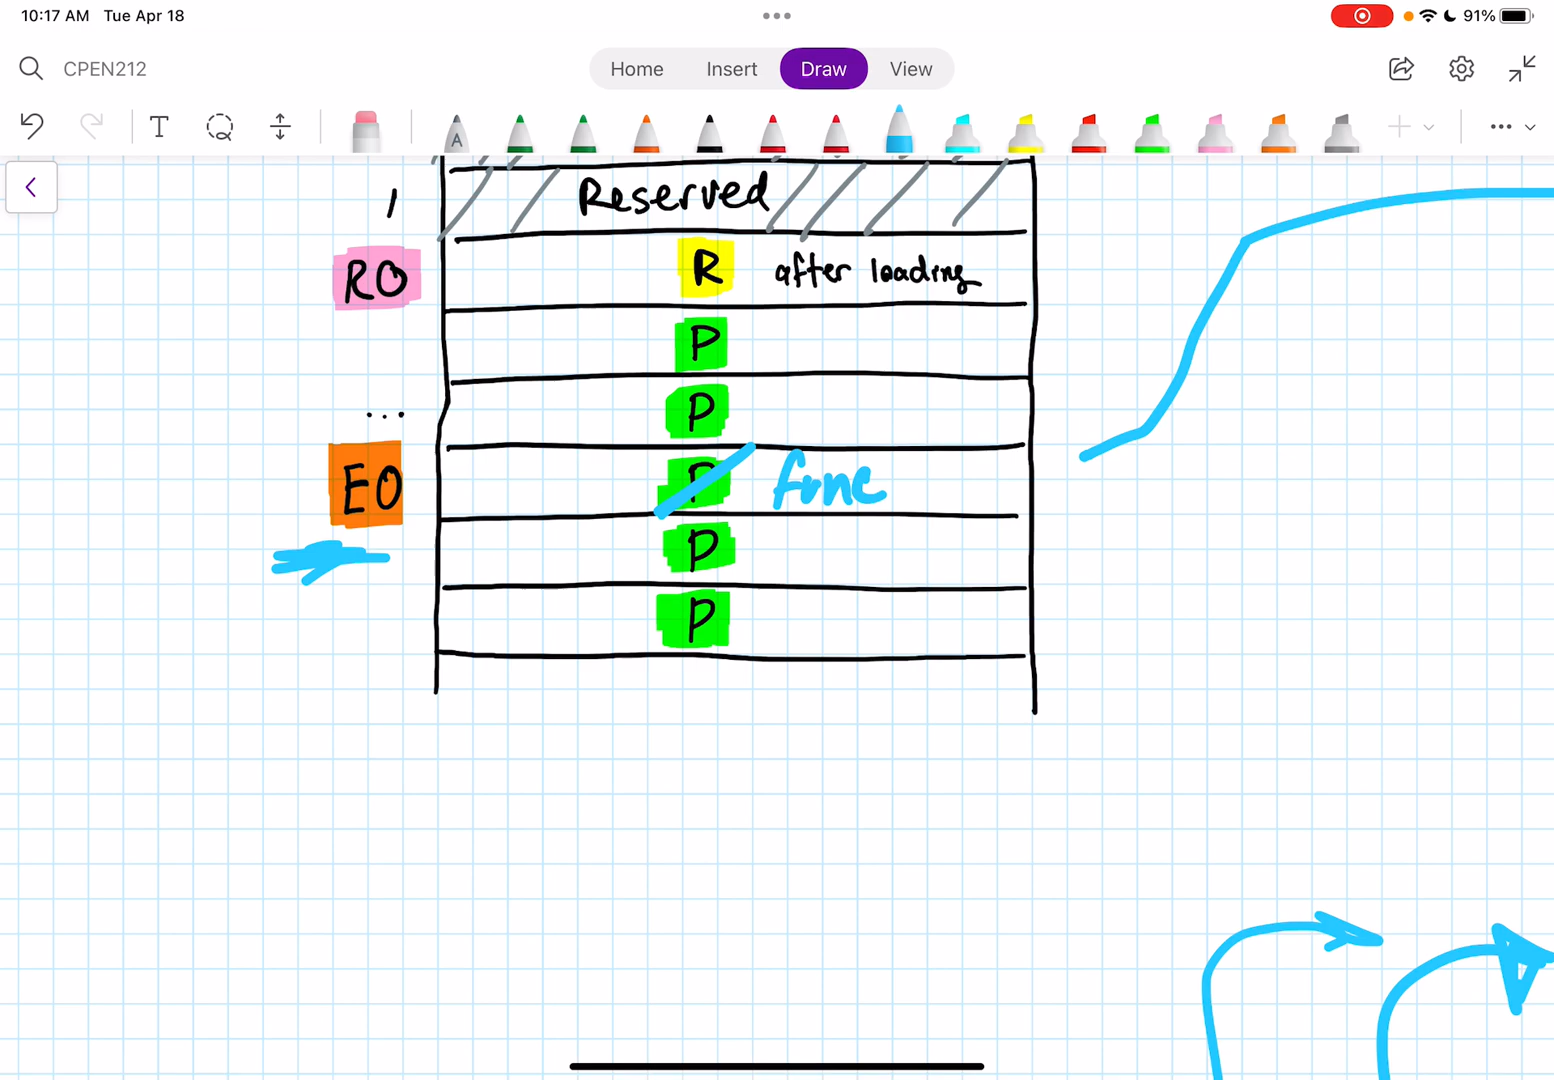 10:17 AM Tue Apr 18
91%
CPEN212
Home Insert Draw View
T
A
1 Reserved
RO R after loading
P
... P
EO P func
P
P